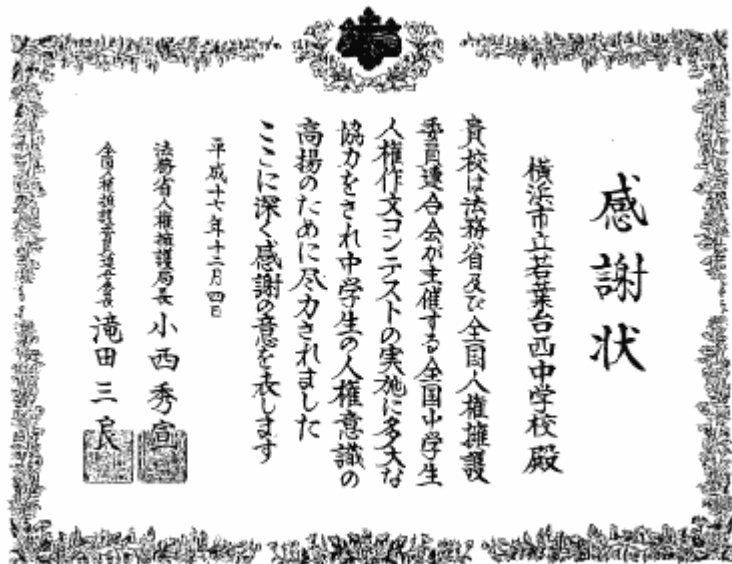 感謝状
横浜市立若葉台西中学校殿
貴校は法務省及び全国人権擁護
委員連合会が主催する全国中学生
人権作文コンテストの実施に多大な
協力をされ中学生の人権意識の
高揚のために尽力されました
ここに深く感謝の意を表します
平成十七年十二月四日
法務省人権擁護局長 小西秀宣
全国人権擁護委員連合会長 滝田三良